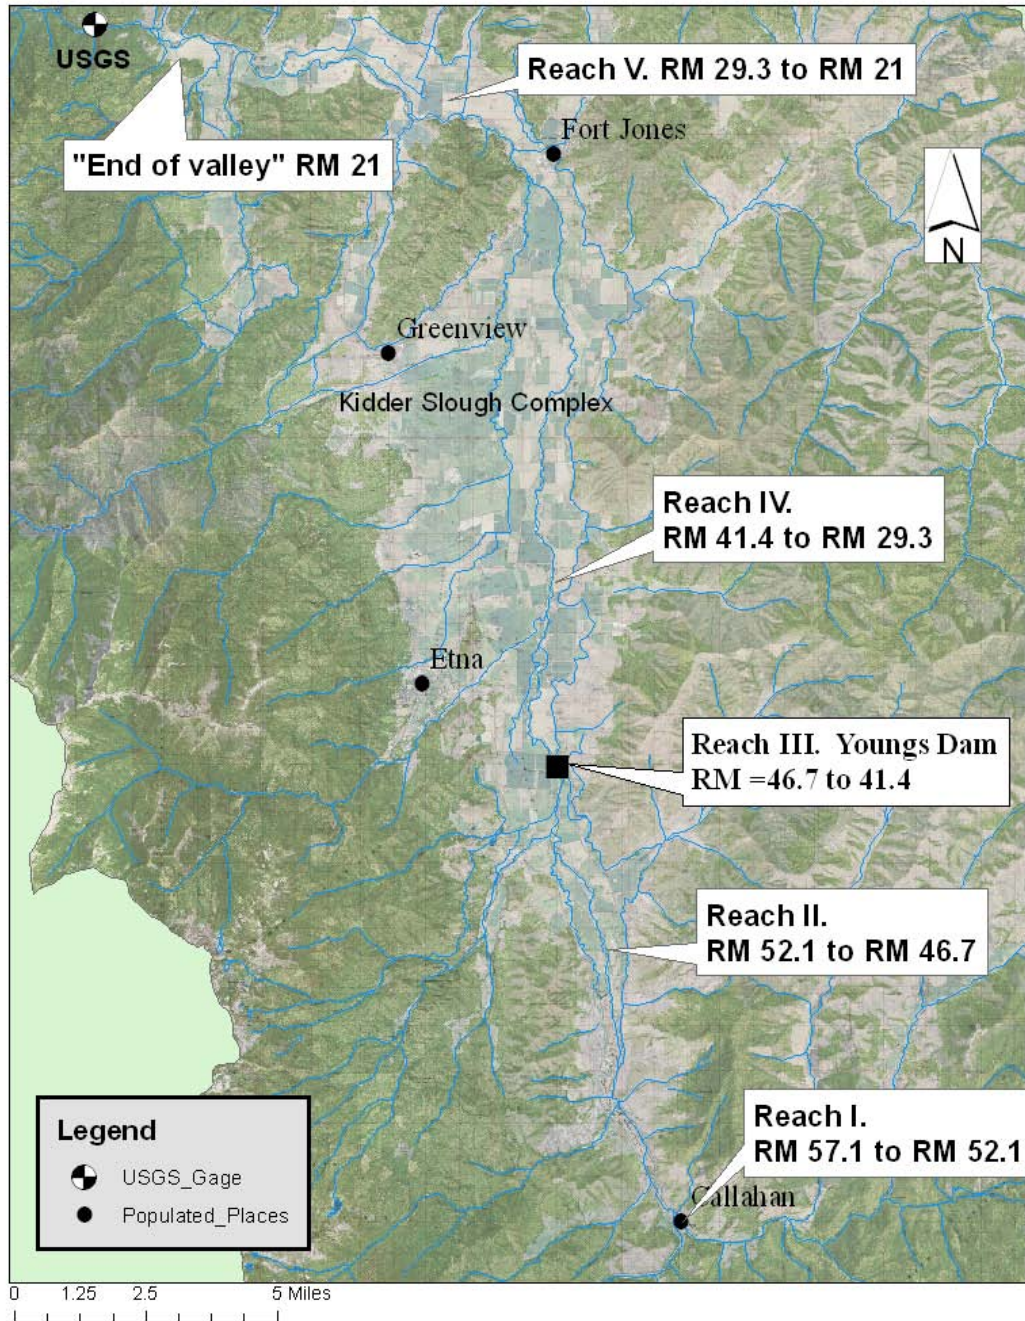 USGS
Reach V. RM 29.3 to RM 21
Fort Jones
"End of valley" RM 21
N
Greenview
Kidder Slough Complex
Reach IV.
RM 41.4 to RM 29.3
Etna
Reach III. Youngs Dam
RM =46.7 to 41.4
Reach II.
RM 52.1 to RM 46.7
Reach I.
RM 57.1 to RM 52.1
Callahan
Legend
USGS_Gage
Populated_Places
0 1.25 2.5 5 Miles